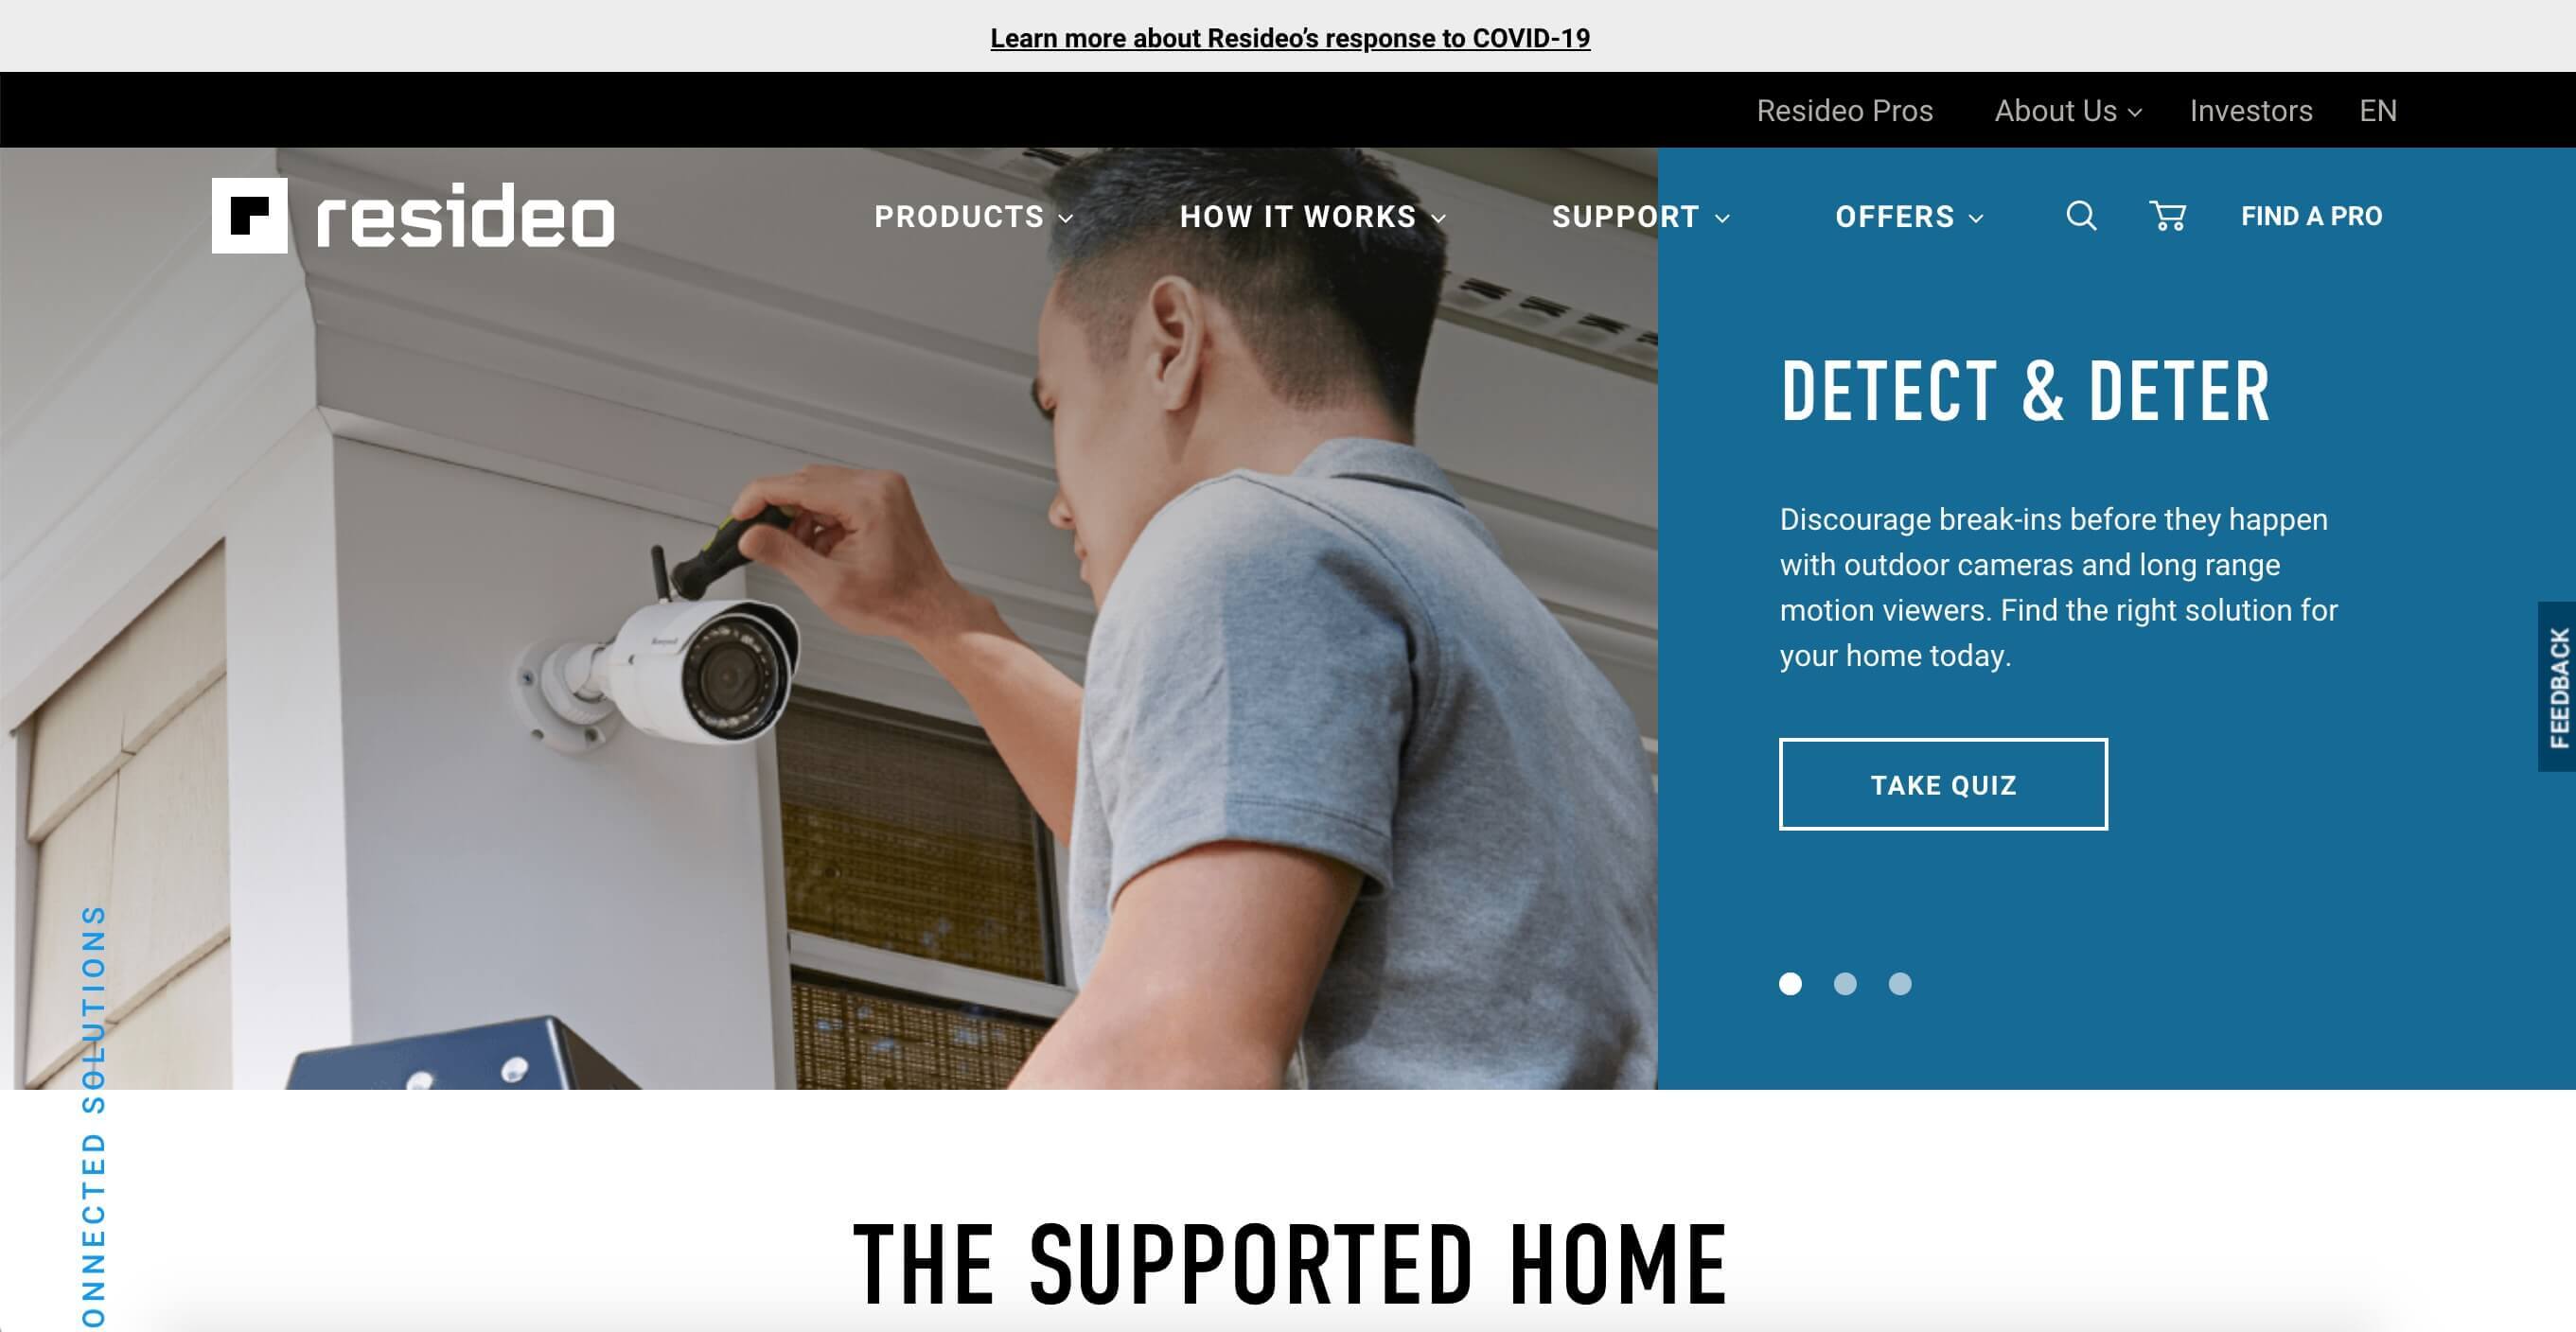 Learn more about Resideo's response to COVID-19
Resideo Pros About Us Investors EN
resideo PRODUCTS HOW IT WORKS SUPPORT OFFERS FIND A PRO
DETECT & DETER
Discourage break-ins before they happen
with outdoor cameras and long range
motion viewers. Find the right solution for
your home today.
TAKE QUIZ
FEEDBACK
ONNECTED SOLUTIONS
THE SUPPORTED HOME